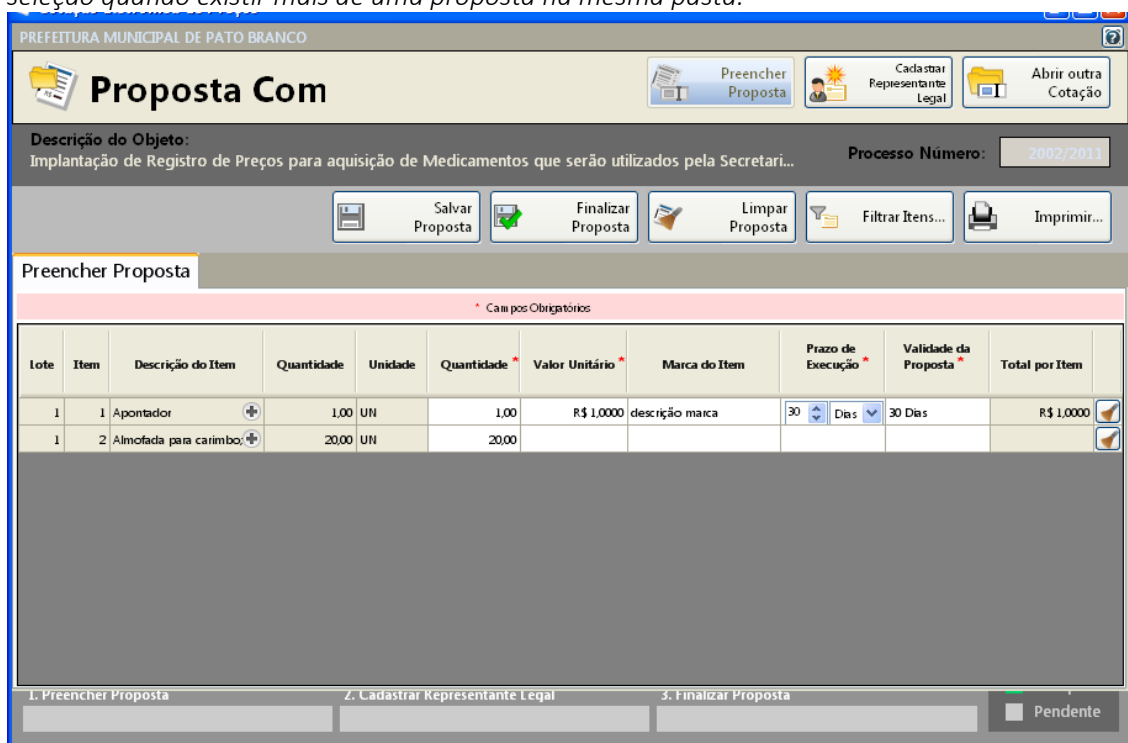 seleção quando existir mais de uma proposta na mesma pasta.
PREFEITURA MUNICIPAL DE PATO BRANCO
Proposta Com
Preencher
Proposta
Cadastrar
Representante
Legal
Abrir outra
Cotação
Descrição do Objeto:
Implantação de Registro de Preços para aquisição de Medicamentos que serão utilizados pela Secretari...
Processo Número:
2002/2011
Salvar
Proposta
Finalizar
Proposta
Limpar
Proposta
Filtrar Itens...
Imprimir...
Preencher Proposta
* Campos Obrigatórios
Lote Item Descrição do Item Quantidade Unidade Quantidade * Valor Unitário * Marca do Item Prazo de Execução * Validade da Proposta * Total por Item
1 1 Apontador 1,00 UN 1,00 R$ 1,0000 descrição marca 30 Dias 30 Dias R$ 1,0000
1 2 Almofada para carimbo; 20,00 UN 20,00
1. Preencher Proposta 2. Cadastrar Representante Legal 3. Finalizar Proposta
Pendente